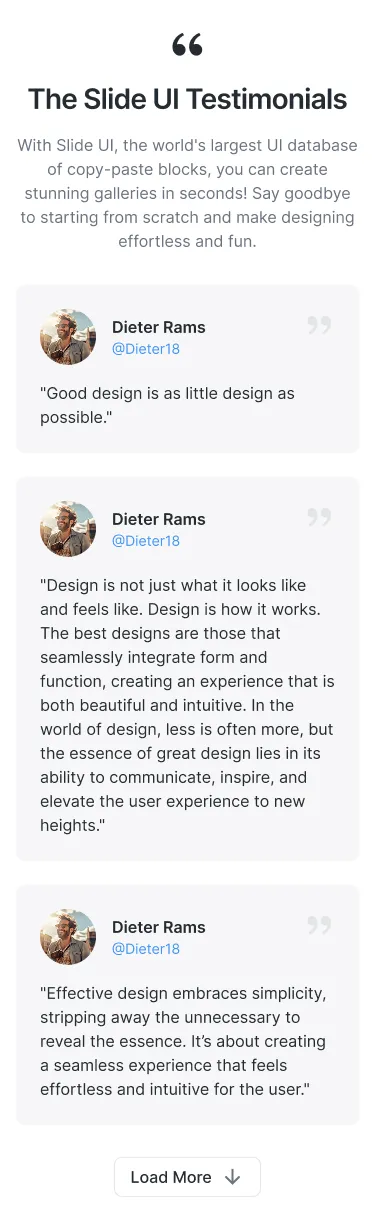 “
The Slide UI Testimonials
With Slide UI, the world's largest UI database
of copy-paste blocks, you can create
stunning galleries in seconds! Say goodbye
to starting from scratch and make designing
effortless and fun.
Dieter Rams
”
@Dieter18
"Good design is as little design as
possible."
Dieter Rams
”
@Dieter18
"Design is not just what it looks like
and feels like. Design is how it works.
The best designs are those that
seamlessly integrate form and
function, creating an experience that is
both beautiful and intuitive. In the
world of design, less is often more, but
the essence of great design lies in its
ability to communicate, inspire, and
elevate the user experience to new
heights."
Dieter Rams
”
@Dieter18
"Effective design embraces simplicity,
stripping away the unnecessary to
reveal the essence. It’s about creating
a seamless experience that feels
effortless and intuitive for the user."
Load More ↓